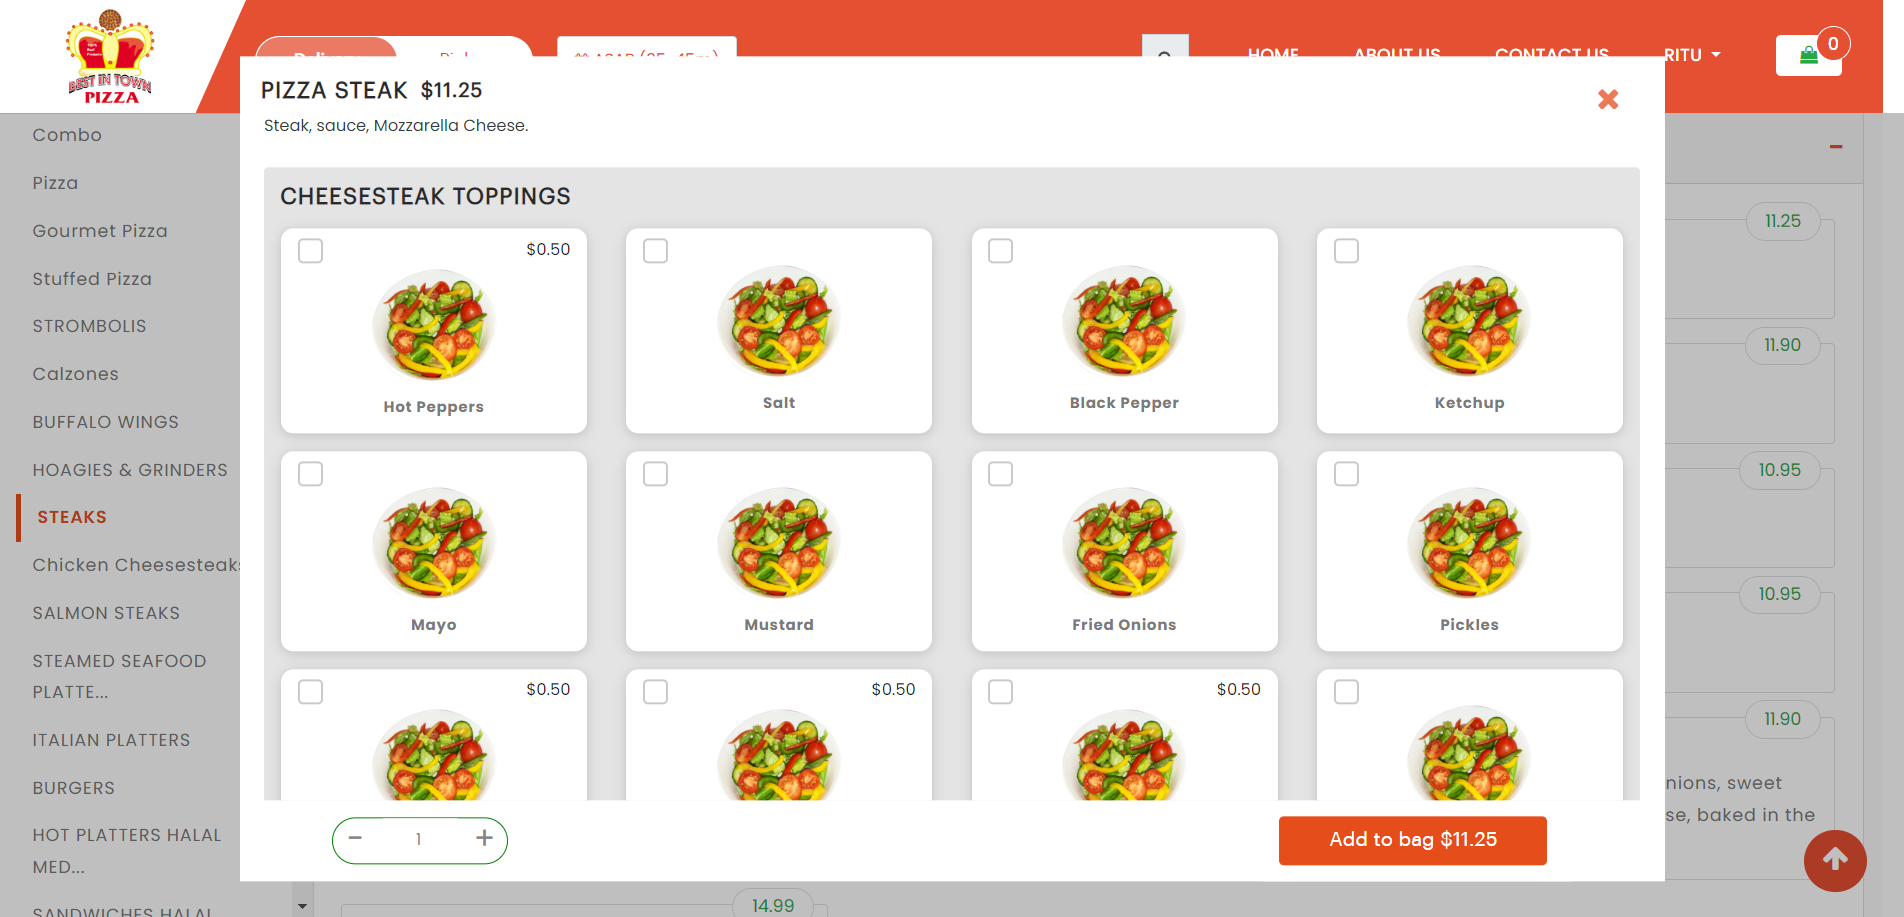 BEST IN TOWN
PIZZA
HOME
ABOUT US
CONTACT US
RITU
0
PIZZA STEAK $11.25
Steak, sauce, Mozzarella Cheese.
Combo
Pizza
Gourmet Pizza
Stuffed Pizza
STROMBOLIS
Calzones
BUFFALO WINGS
HOAGIES & GRINDERS
STEAKS
Chicken Cheesesteaks
SALMON STEAKS
STEAMED SEAFOOD
PLATTE...
ITALIAN PLATTERS
BURGERS
HOT PLATTERS HALAL
MED...
SANDWICHES HALAL
CHEESESTEAK TOPPINGS
$0.50
Hot Peppers
Salt
Black Pepper
Ketchup
Mayo
Mustard
Fried Onions
Pickles
$0.50
$0.50
$0.50
- 1 +
Add to bag $11.25
11.25
11.90
10.95
10.95
11.90
nions, sweet
se, baked in the
14.99